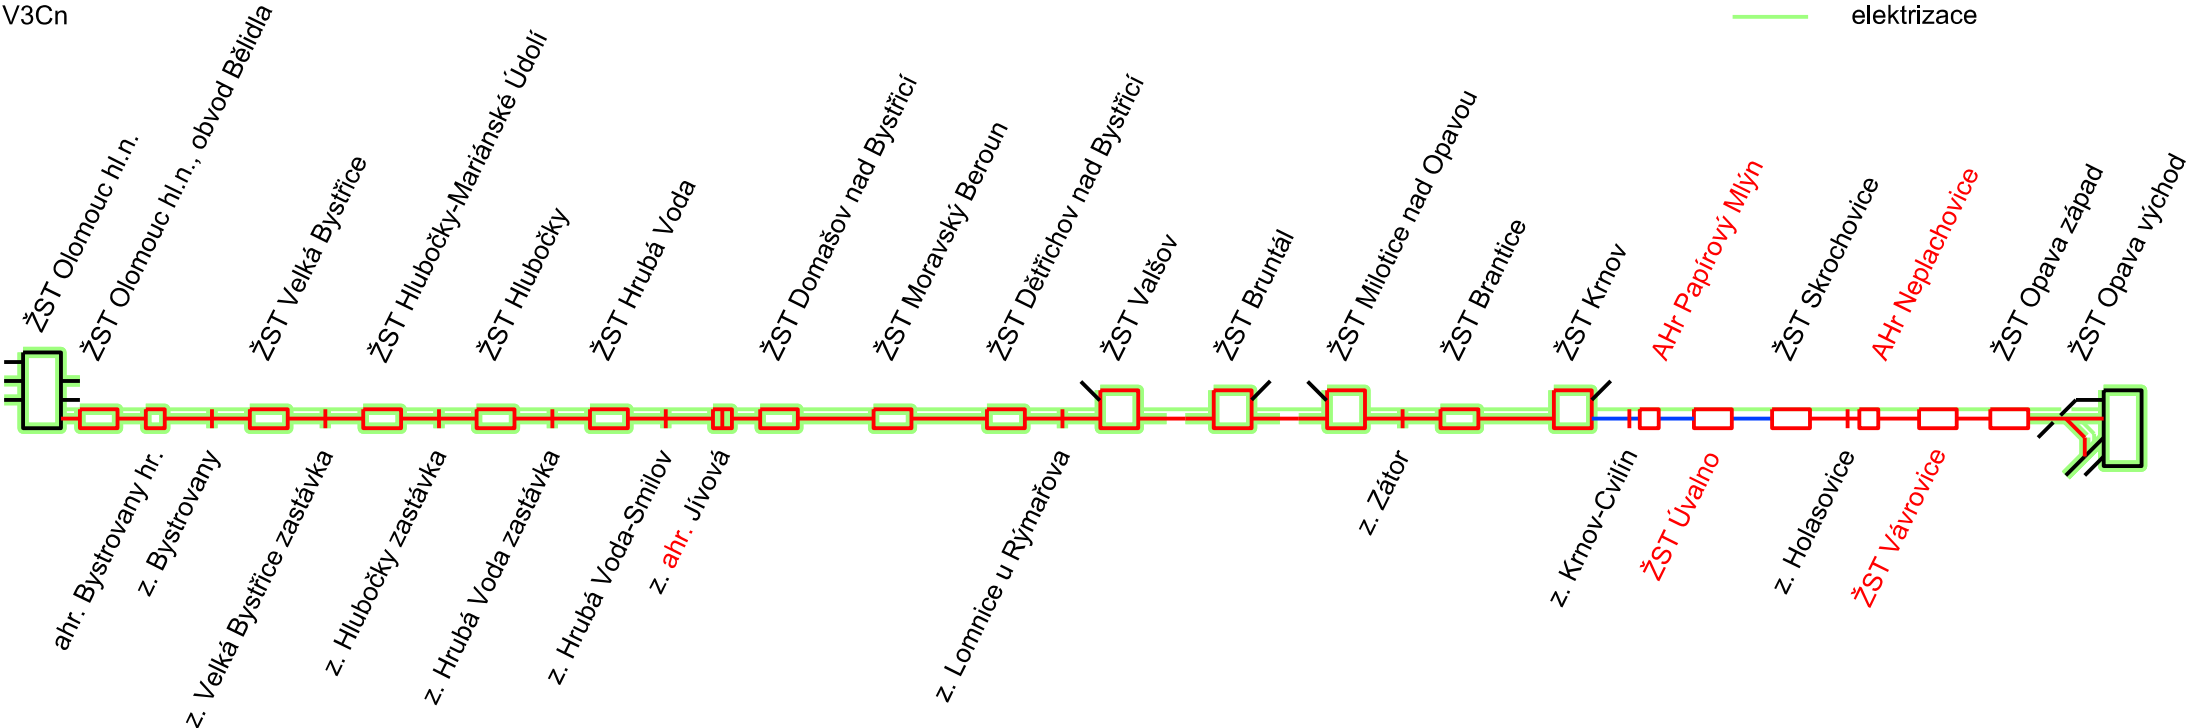 V3Cn
elektrizace
ŽST Olomouc hl.n.
ŽST Olomouc hl.n., obvod Bělidla
ŽST Velká Bystřice
ŽST Hlubočky-Mariánské Údolí
ŽST Hlubočky
ŽST Hrubá Voda
ŽST Domašov nad Bystřicí
ŽST Moravský Beroun
ŽST Dětřichov nad Bystřicí
ŽST Valšov
ŽST Bruntál
ŽST Milotice nad Opavou
ŽST Brantice
ŽST Krnov
AHr Papírový Mlýn
ŽST Skrochovice
AHr Neplachovice
ŽST Opava západ
ŽST Opava východ
ahr. Bystrovany hr.
z. Bystrovany
z. Velká Bystřice zastávka
z. Hlubočky zastávka
z. Hrubá Voda zastávka
z. Hrubá Voda-Smilov
z. ahr. Jívová
z. Lomnice u Rýmařova
z. Zátor
z. Krnov-Cvilín
ŽST Úvalno
z. Holasovice
ŽST Vávrovice